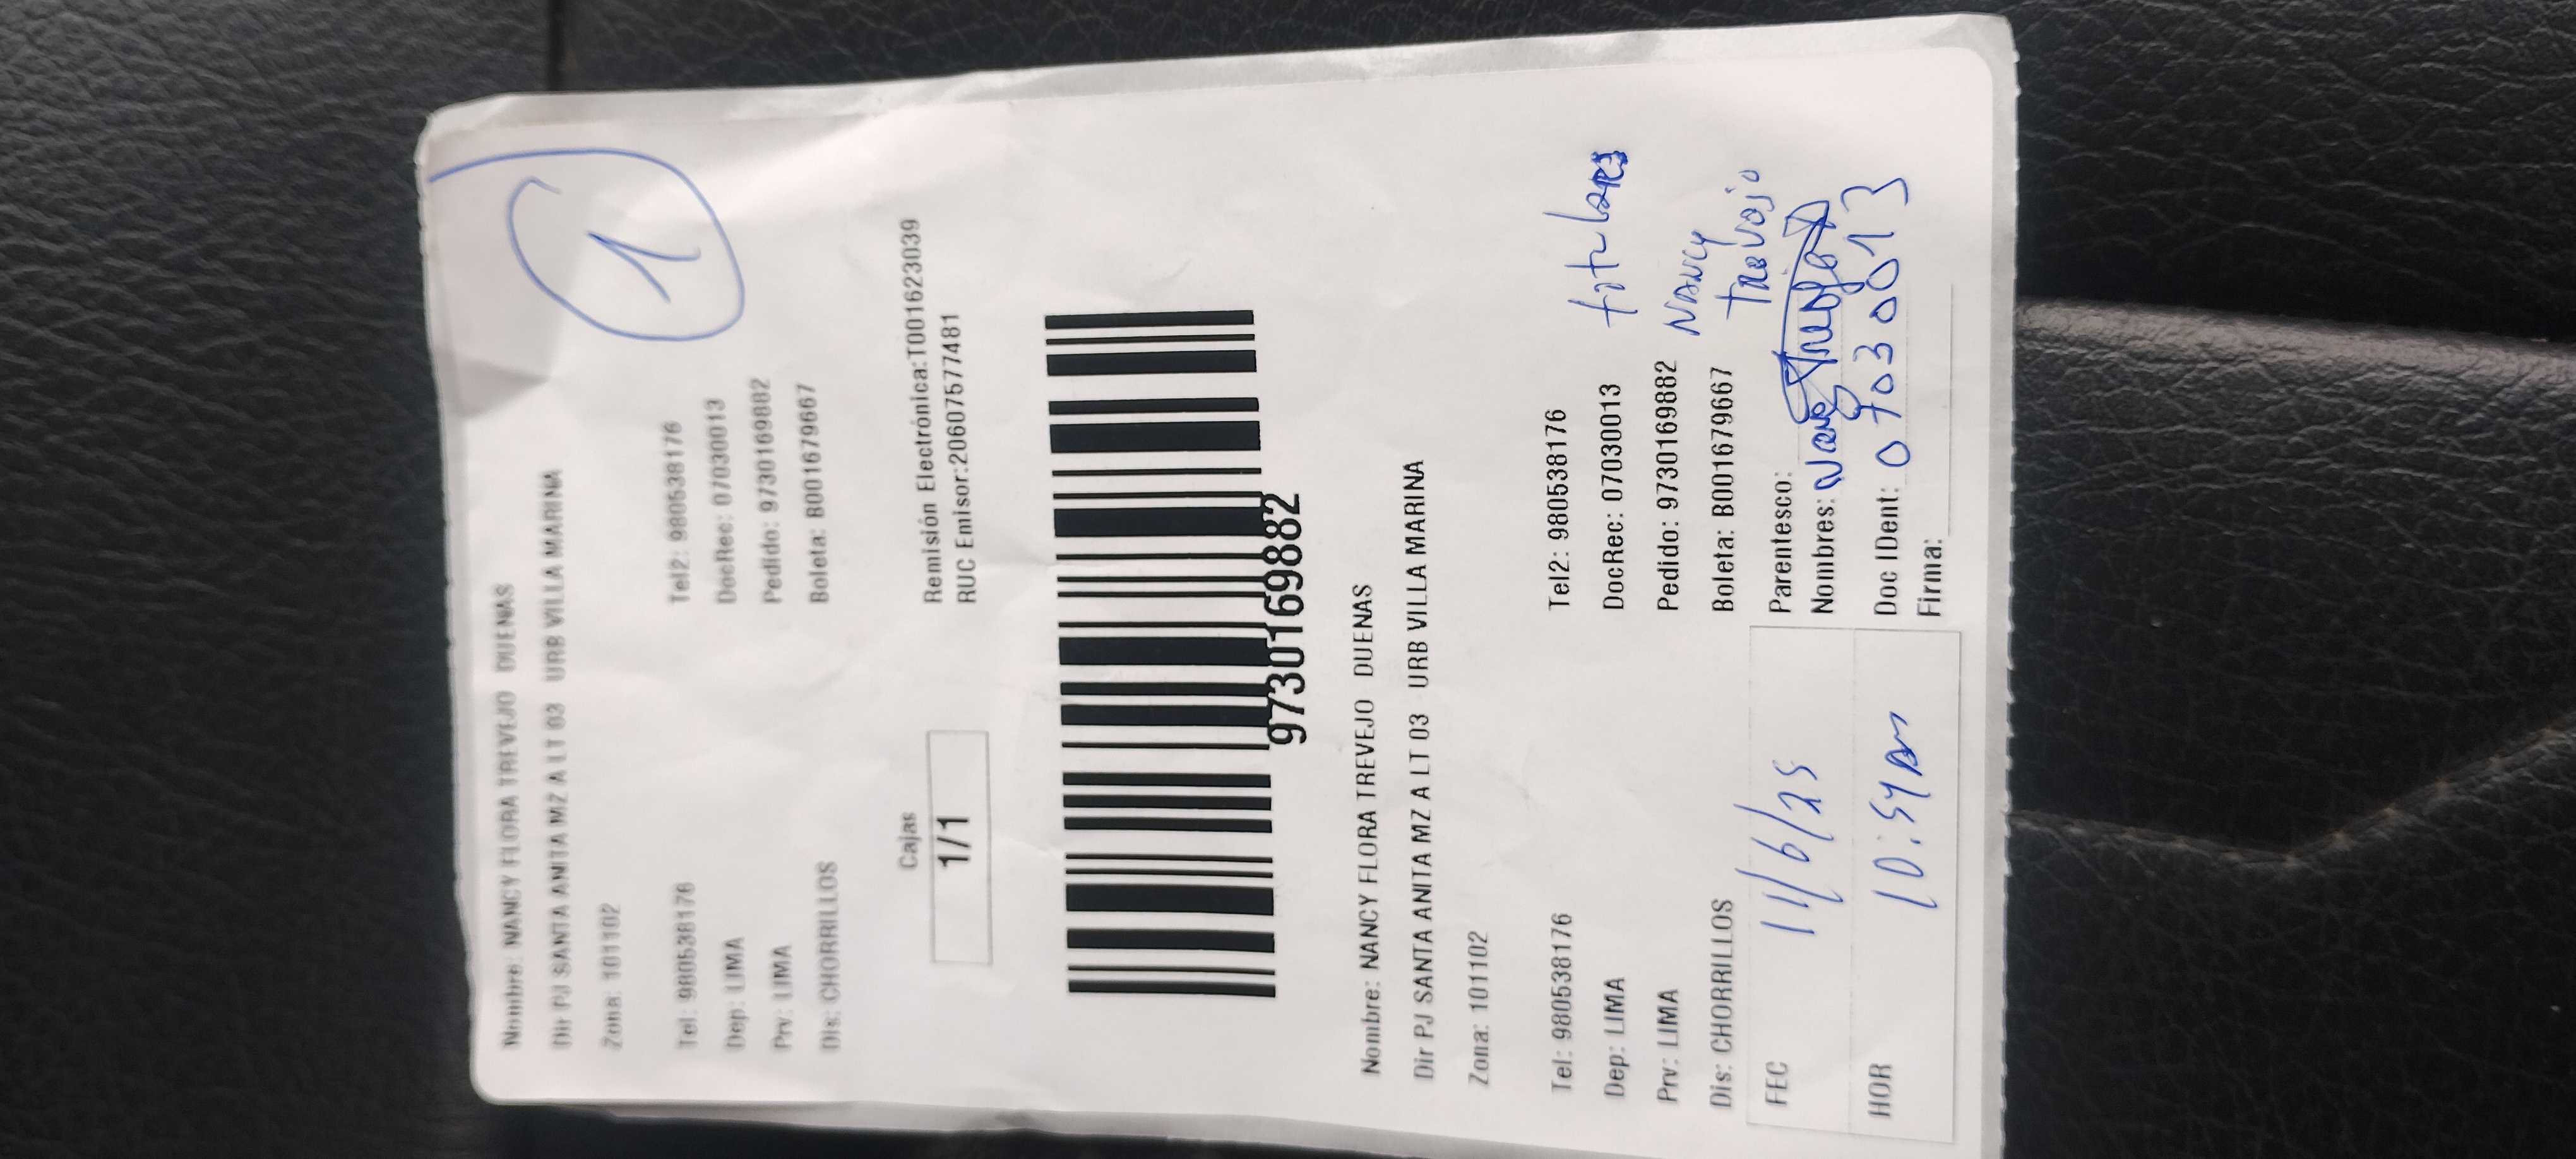 1
Nombre: NANCY FLORA TREVEJO DUENAS
Dir PJ SANTA ANITA MZ A LT 03 URB VILLA MARINA
Zona: 101102
Tel: 980538176 Tel2: 980538176
Dep: LIMA DocRec: 07030013
Prv: LIMA Pedido: 9730169882
Dis: CHORRILLOS Boleta: B001679667
Cajas Remisión Electrónica:T001623039
1/1 RUC Emisor:20607577481
9730169882
Nombre: NANCY FLORA TREVEJO DUENAS
Dir PJ SANTA ANITA MZ A LT 03 URB VILLA MARINA
Zona: 101102
Tel: 980538176 Tel2: 980538176
Dep: LIMA DocRec: 07030013
Prv: LIMA Pedido: 9730169882 Nancy
Dis: CHORRILLOS Boleta: B001679667 Trevejo
FEC 11/6/25 Parentesco:
Nombres: Nancy Trevejo
HOR 10:54 am Doc IDent: 07030013
Firma: